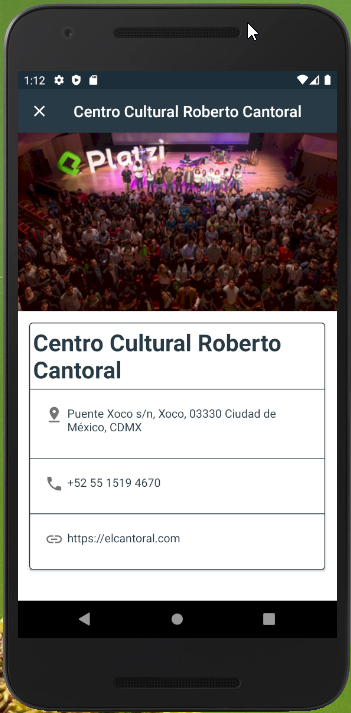 1:12
Centro Cultural Roberto Cantoral
Platzi
Centro Cultural Roberto
Cantoral
Puente Xoco s/n, Xoco, 03330 Ciudad de
México, CDMX
+52 55 1519 4670
https://elcantoral.com